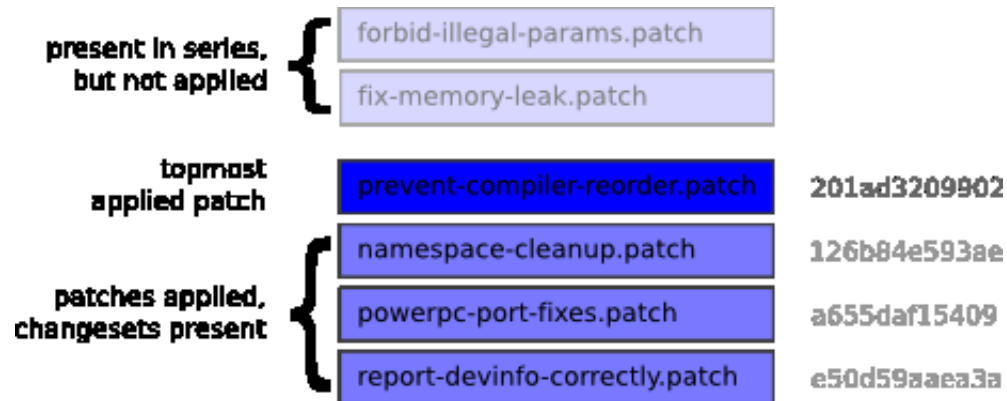 present in series,
but not applied
forbid-illegal-params.patch
fix-memory-leak.patch
topmost
applied patch
prevent-compiler-reorder.patch
201ad3209902
namespace-cleanup.patch
126b84e593ae
patches applied,
changesets present
powerpc-port-fixes.patch
a655daf15409
report-devinfo-correctly.patch
e50d59aaea3a